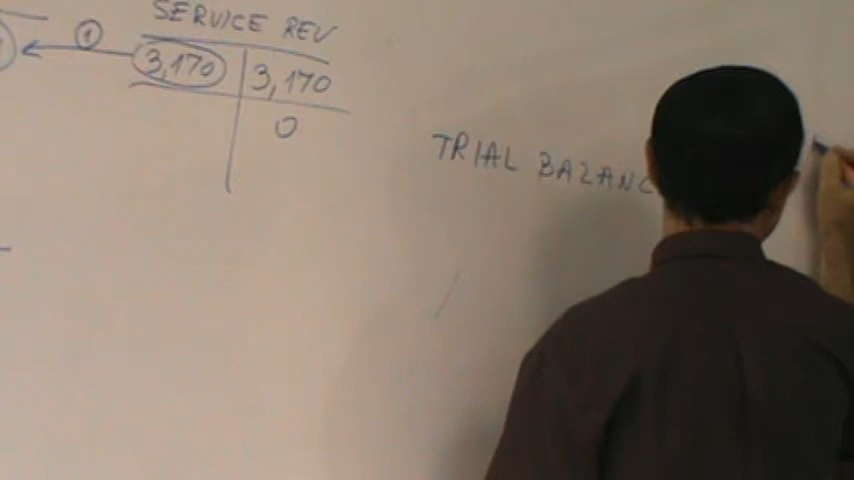 SERVICE REV
1
3,170 3,170
0
TRIAL BALANC